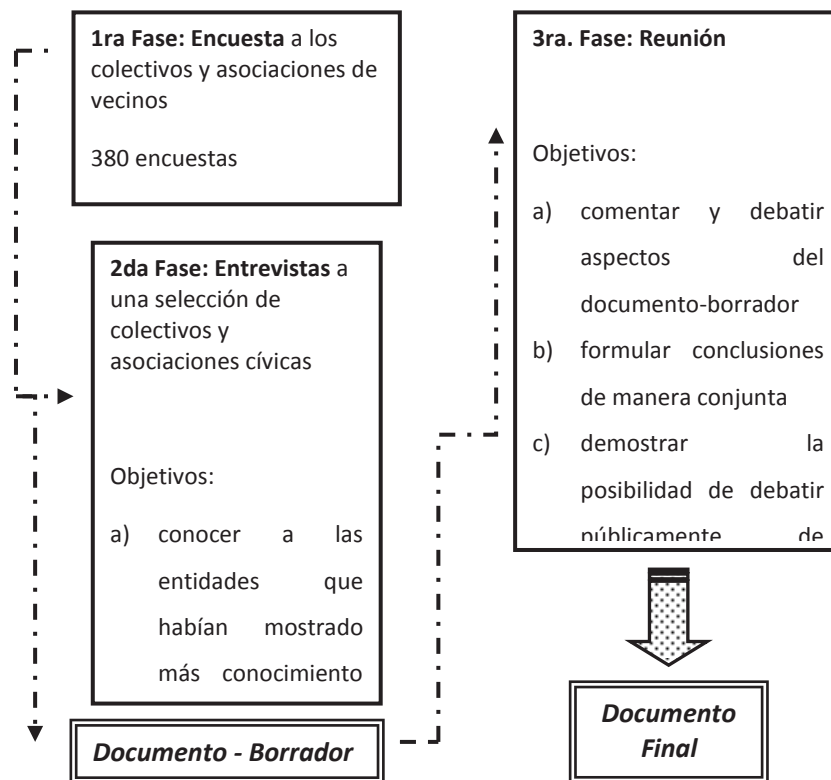 1ra Fase: Encuesta a los
colectivos y asociaciones de
vecinos
380 encuestas
2da Fase: Entrevistas a
una selección de
colectivos y
asociaciones cívicas
Objetivos:
a) conocer a las
entidades que
habían mostrado
más conocimiento
Documento - Borrador
3ra. Fase: Reunión
Objetivos:
a) comentar y debatir
aspectos del
documento-borrador
b) formular conclusiones
de manera conjunta
c) demostrar la
posibilidad de debatir
públicamente de
Documento
Final